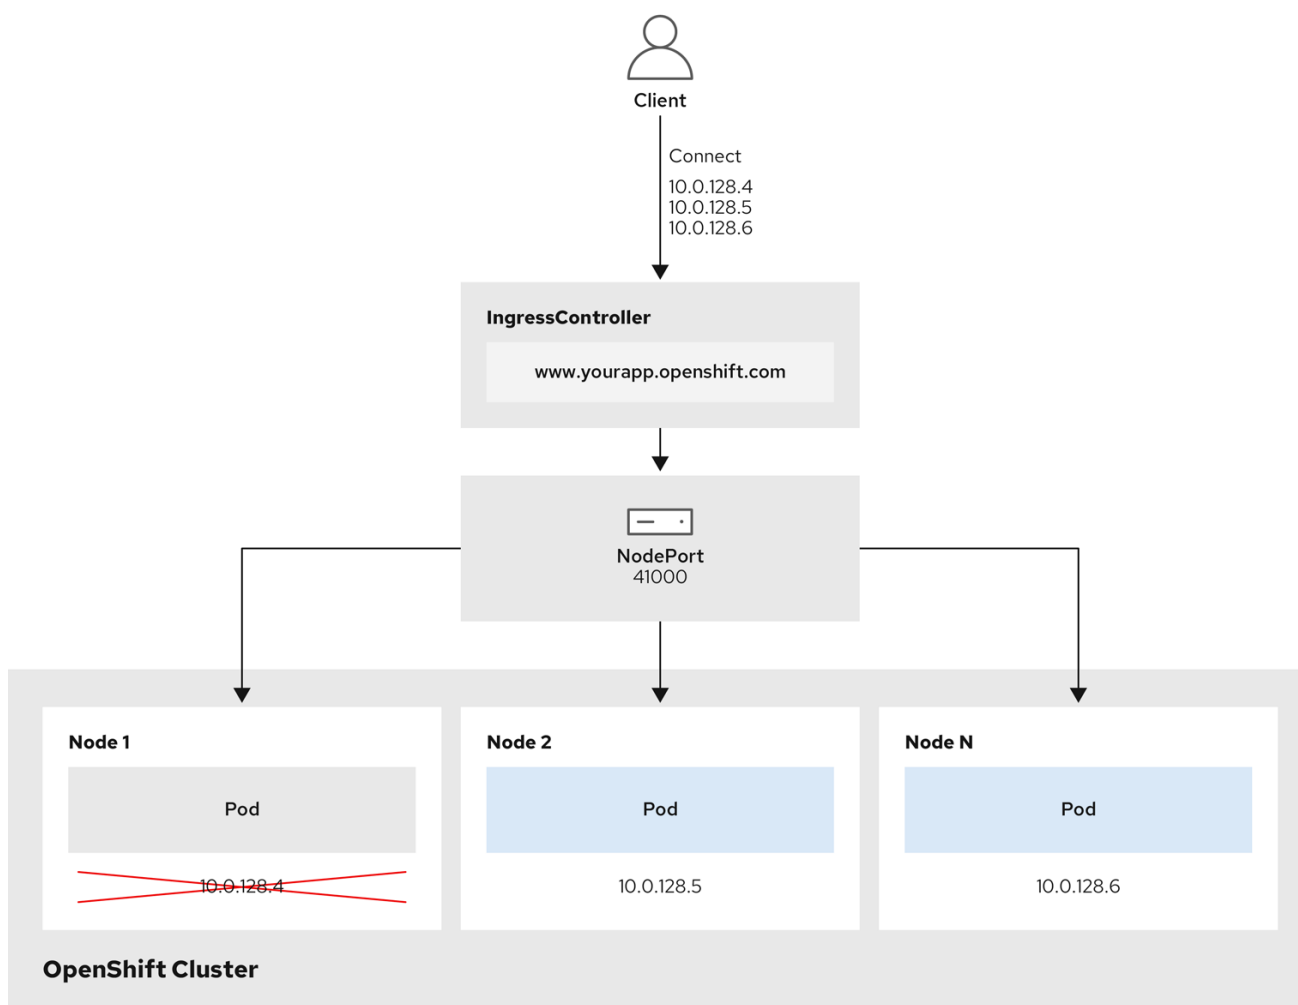 Client
Connect
10.0.128.4
10.0.128.5
10.0.128.6
IngressController
www.yourapp.openshift.com
NodePort
41000
Node 1
Pod
10.0.128.4
Node 2
Pod
10.0.128.5
Node N
Pod
10.0.128.6
OpenShift Cluster